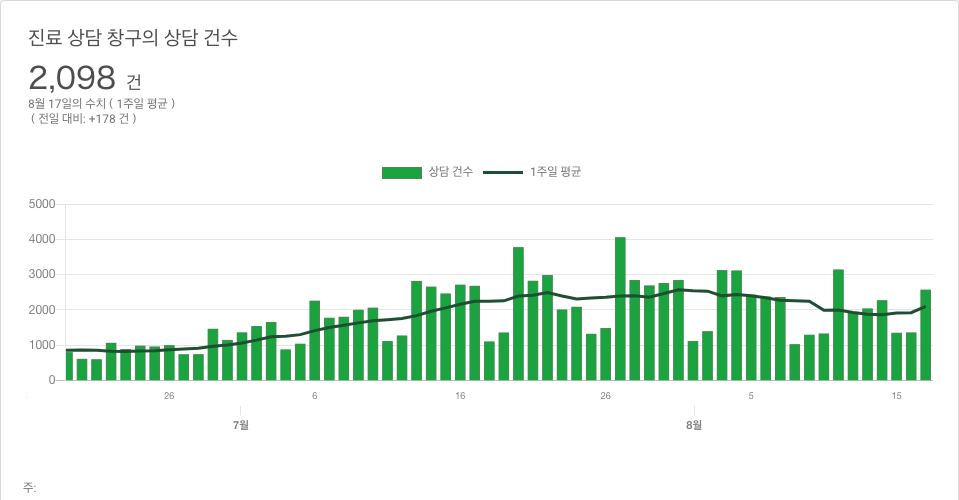 진료 상담 창구의 상담 건수
2,098 건
8월 17일의 수치 ( 1주일 평균 )
( 전일 대비: +178 건 )
상담 건수 1주일 평균
5000
4000
3000
2000
1000
0
26 6 16 26 5 15
7월 8월
주: